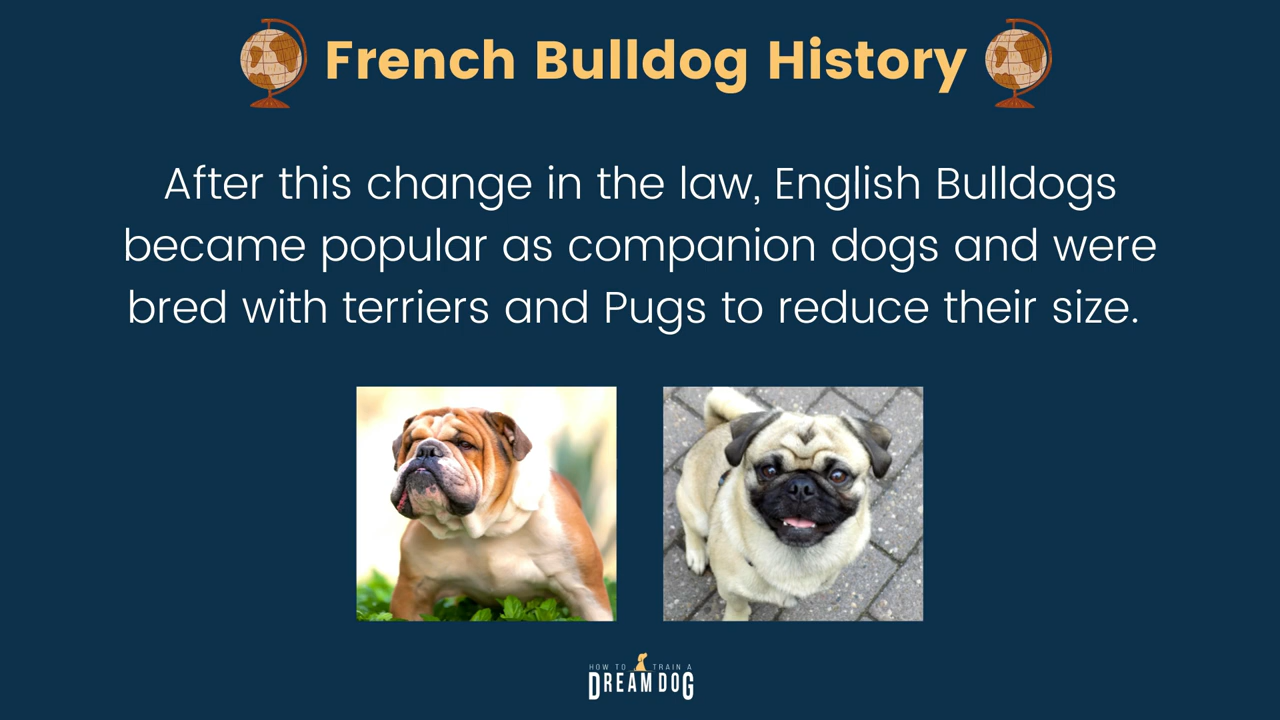 French Bulldog History
After this change in the law, English Bulldogs
became popular as companion dogs and were
bred with terriers and Pugs to reduce their size.
HOW TO TRAIN A
DREAM DOG